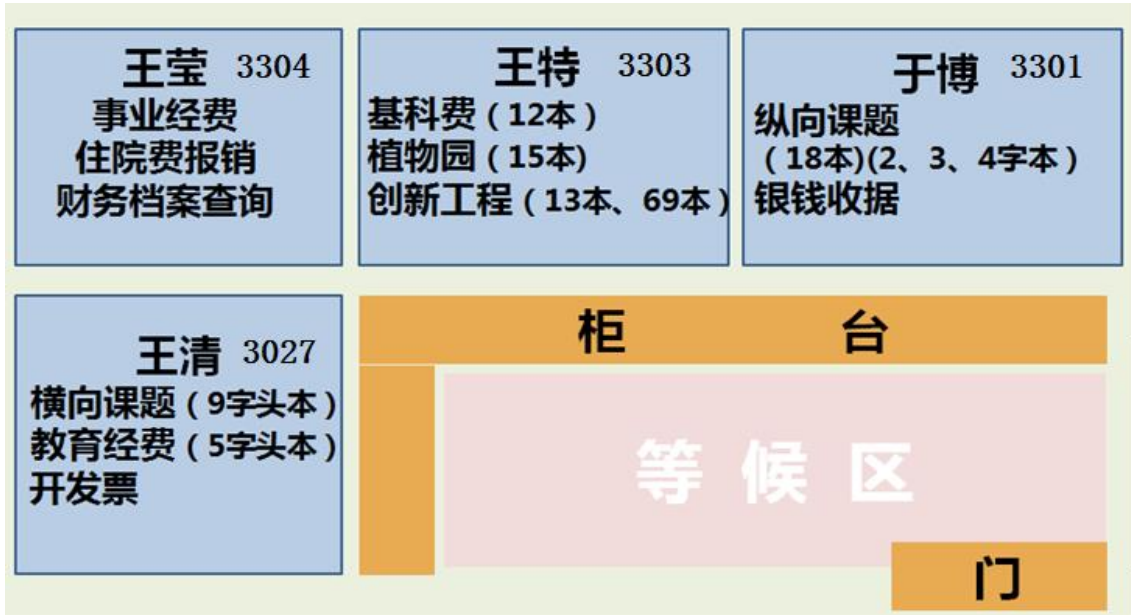 王莹 3304
事业经费
住院费报销
财务档案查询
王特 3303
基科费（12本）
植物园（15本)
创新工程（13本、69本）
于博 3301
纵向课题
（18本)(2、3、4字本）
银钱收据
王清 3027
横向课题（9字头本）
教育经费（5字头本）
开发票
柜 台
等 候 区
门